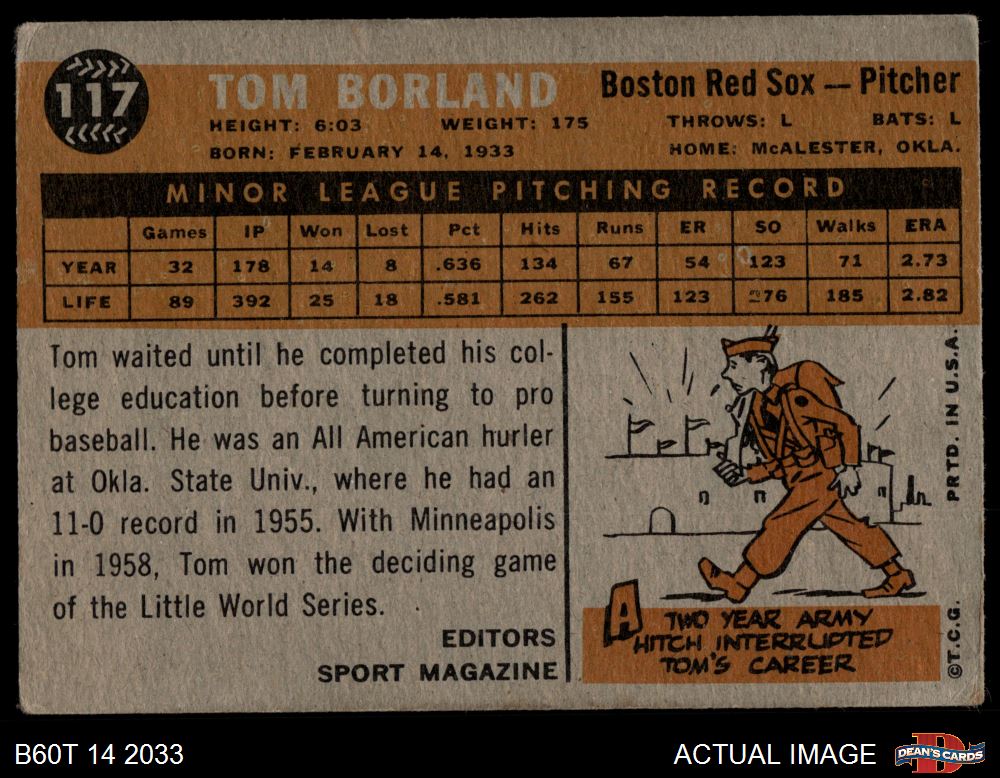 117
TOM BORLAND
Boston Red Sox — Pitcher
HEIGHT: 6:03 WEIGHT: 175 THROWS: L BATS: L
BORN: FEBRUARY 14, 1933 HOME: McALESTER, OKLA.
MINOR LEAGUE PITCHING RECORD
Games IP Won Lost Pct Hits Runs ER SO Walks ERA
YEAR 32 178 14 8 .636 134 67 54 123 71 2.73
LIFE 89 392 25 18 .581 262 155 123 276 185 2.82
Tom waited until he completed his col-
lege education before turning to pro
baseball. He was an All American hurler
at Okla. State Univ., where he had an
11-0 record in 1955. With Minneapolis
in 1958, Tom won the deciding game
of the Little World Series.
EDITORS
SPORT MAGAZINE
A TWO YEAR ARMY
HITCH INTERRUPTED
TOM'S CAREER
©T.C.G. PRTD. IN U.S.A.
B60T 14 2033
ACTUAL IMAGE
DEAN'S CARDS